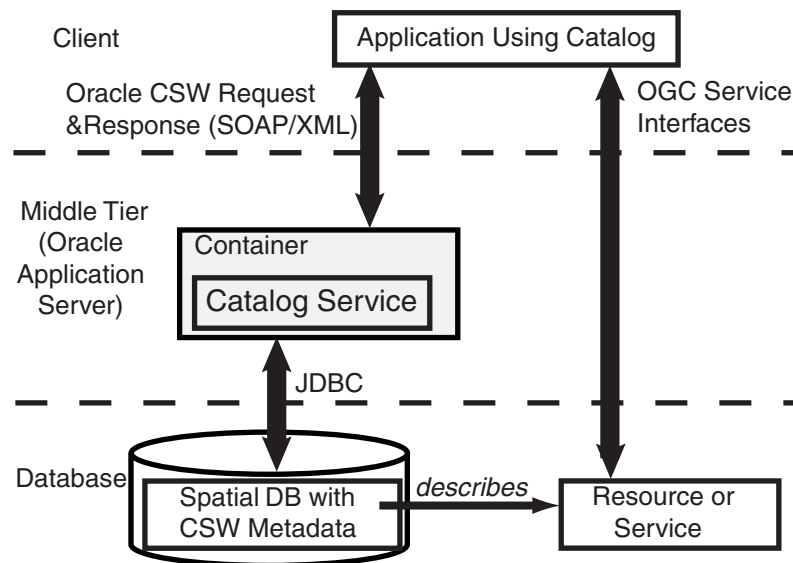 Client
Application Using Catalog
Oracle CSW Request
&Response (SOAP/XML)
OGC Service
Interfaces
Middle Tier
(Oracle
Application
Server)
Container
Catalog Service
JDBC
Database
Spatial DB with
CSW Metadata
describes
Resource or
Service